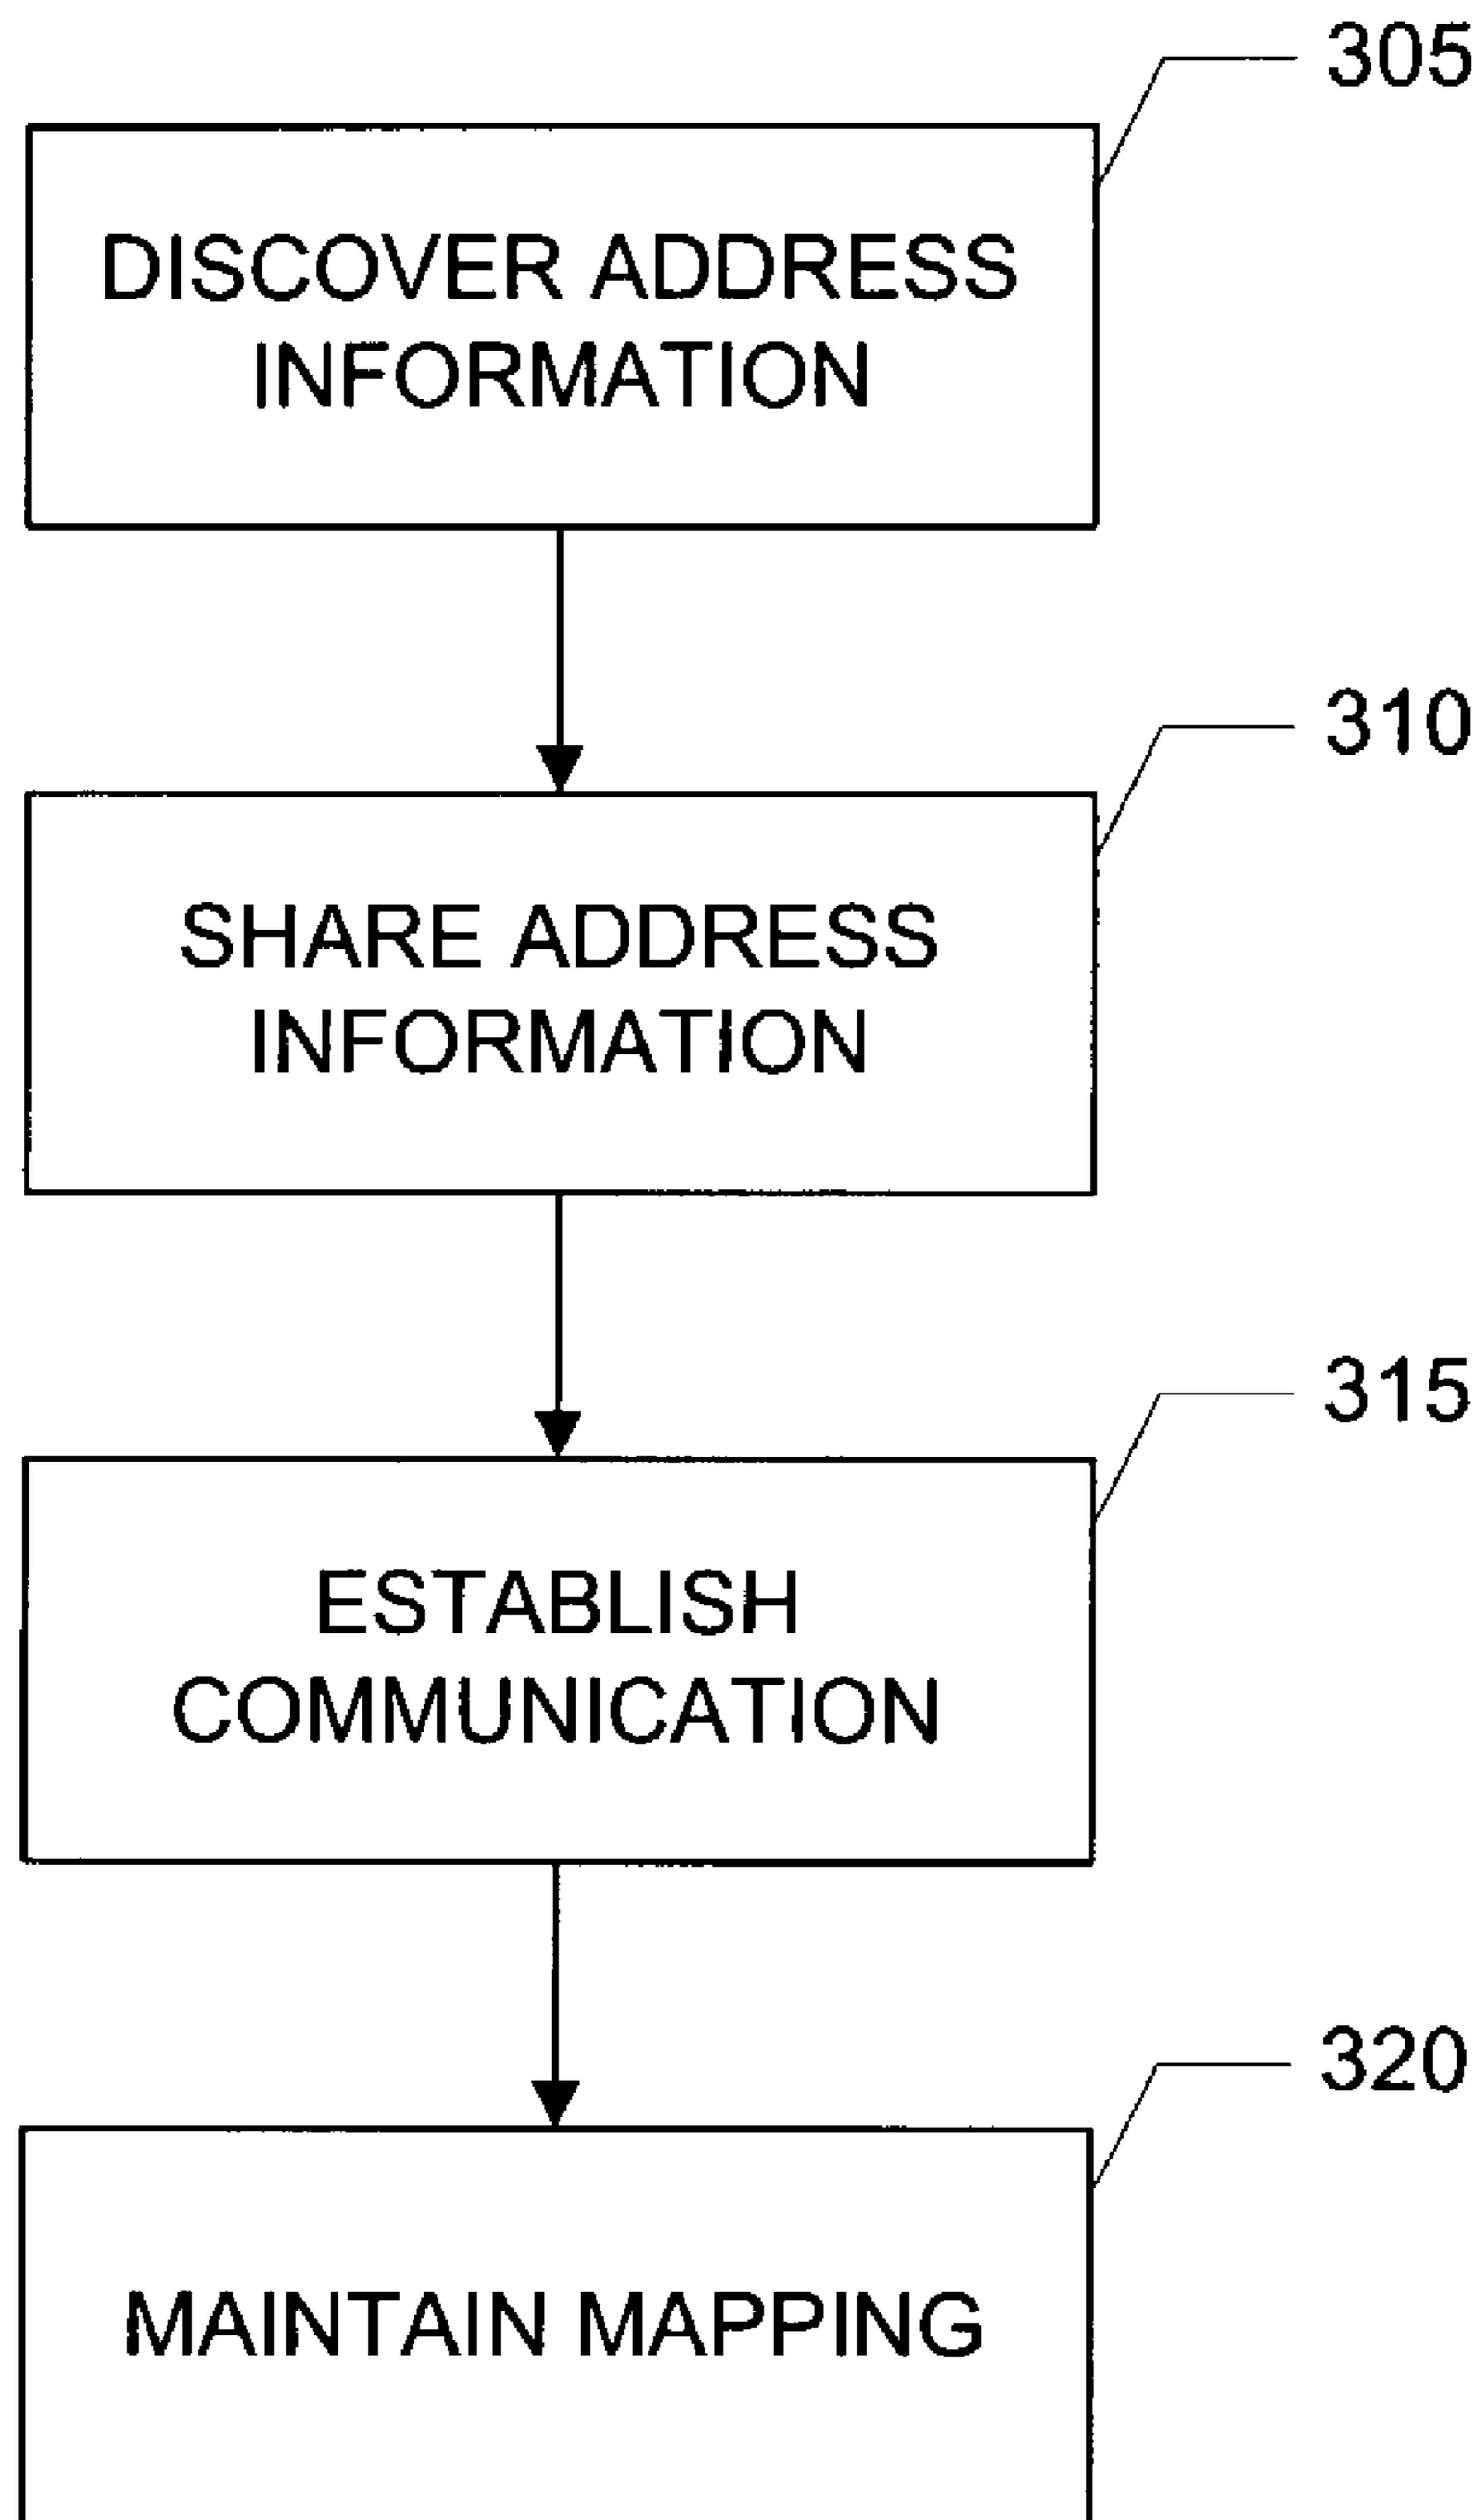 305
DISCOVER ADDRESS
INFORMATION
310
SHARE ADDRESS
INFORMATION
315
ESTABLISH
COMMUNICATION
320
MAINTAIN MAPPING